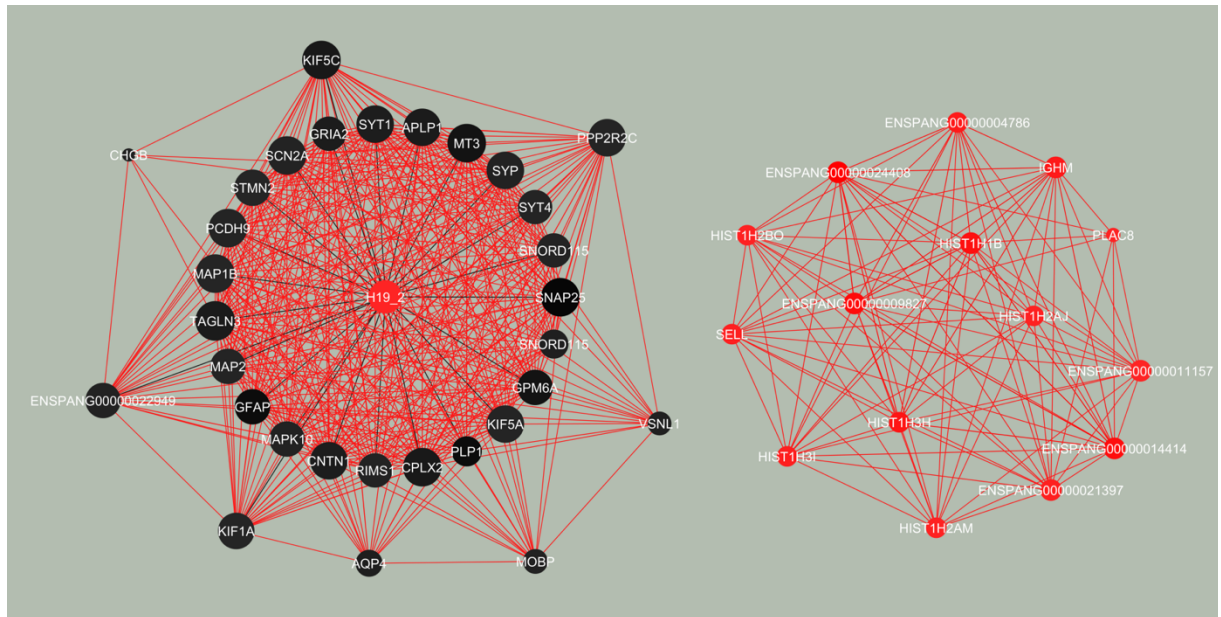 KIF5C
SYT1
APLP1
GRIA2
MT3
PPP2R2C
SCN2A
CHGB
SYP
STMN2
SYT4
PCDH9
SNORD115
MAP1B
H19_2
SNAP25
TAGLN3
SNORD115
MAP2
GPM6A
ENSPANG00000022949
GFAP
KIF5A
VSNL1
MAPK10
PLP1
CNTN1
RIMS1
CPLX2
KIF1A
AQP4
MOBP
ENSPANG00000004786
ENSPANG00000024408
IGHM
HIST1H2BO
HIST1H1B
PLAC8
ENSPANG00000009827
HIST1H2AJ
SELL
ENSPANG00000011157
HIST1H3H
ENSPANG00000014414
HIST1H3I
ENSPANG00000021397
HIST1H2AM